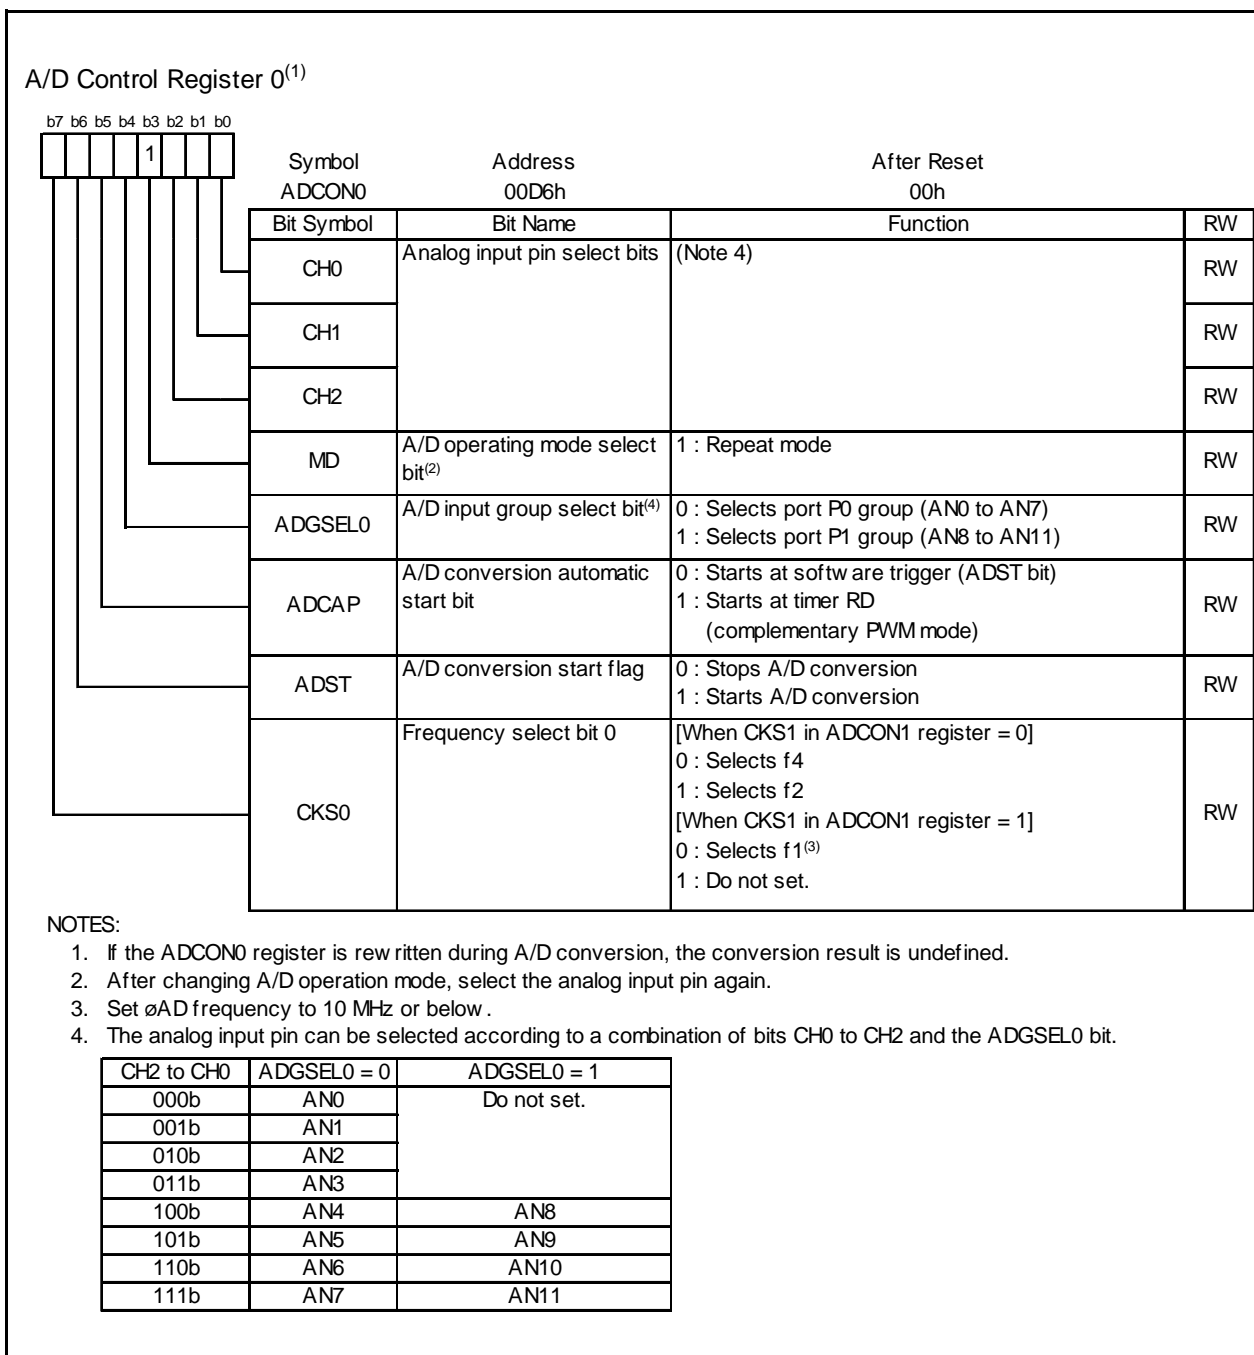 A/D Control Register 0(1)
b7 b6 b5 b4 b3 b2 b1 b0
1
Symbol Address After Reset
ADCON0 00D6h 00h
Bit Symbol Bit Name Function RW
CH0 Analog input pin select bits (Note 4) RW
CH1 RW
CH2 RW
MD A/D operating mode select bit(2) 1 : Repeat mode RW
ADGSEL0 A/D input group select bit(4) 0 : Selects port P0 group (AN0 to AN7)
1 : Selects port P1 group (AN8 to AN11) RW
ADCAP A/D conversion automatic start bit 0 : Starts at software trigger (ADST bit)
1 : Starts at timer RD
(complementary PWM mode) RW
ADST A/D conversion start flag 0 : Stops A/D conversion
1 : Starts A/D conversion RW
CKS0 Frequency select bit 0 [When CKS1 in ADCON1 register = 0]
0 : Selects f4
1 : Selects f2
[When CKS1 in ADCON1 register = 1]
0 : Selects f1(3)
1 : Do not set. RW
NOTES:
1. If the ADCON0 register is rewritten during A/D conversion, the conversion result is undefined.
2. After changing A/D operation mode, select the analog input pin again.
3. Set øAD frequency to 10 MHz or below.
4. The analog input pin can be selected according to a combination of bits CH0 to CH2 and the ADGSEL0 bit.
CH2 to CH0 ADGSEL0 = 0 ADGSEL0 = 1
000b AN0 Do not set.
001b AN1
010b AN2
011b AN3
100b AN4 AN8
101b AN5 AN9
110b AN6 AN10
111b AN7 AN11